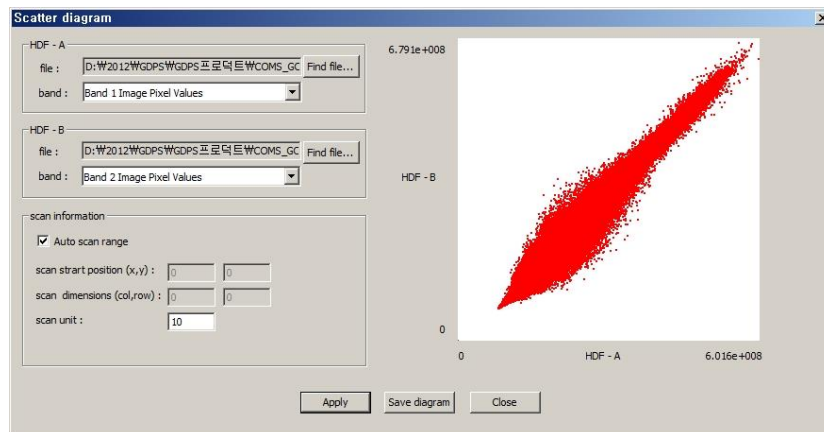 Scatter diagram
HDF - A
file : D:₩2012₩GDPS₩GDPS프로덕트₩COMS_GC Find file...
band : Band 1 Image Pixel Values
HDF - B
file : D:₩2012₩GDPS₩GDPS프로덕트₩COMS_GC Find file...
band : Band 2 Image Pixel Values
scan information
Auto scan range
scan strart position (x,y) : 0 0
scan dimensions (col,row) : 0 0
scan unit : 10
6.791e+008
HDF - B
0
0 HDF - A 6.016e+008
Apply Save diagram Close